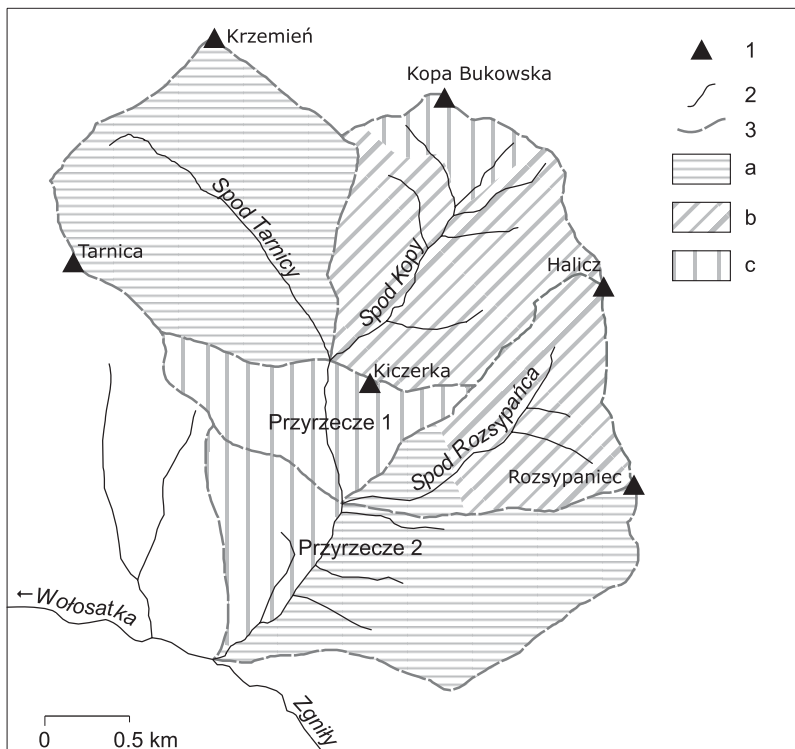 Krzemień
Kopa Bukowska
Spod Tarnicy
Tarnica
Spod Kopy
Halicz
Kiczerka
Przyrzecze 1
Spod Rozsypańca
Rozsypaniec
Przyrzecze 2
←Wołosatka
Zgniły
0 0.5 km
1
2
3
a
b
c